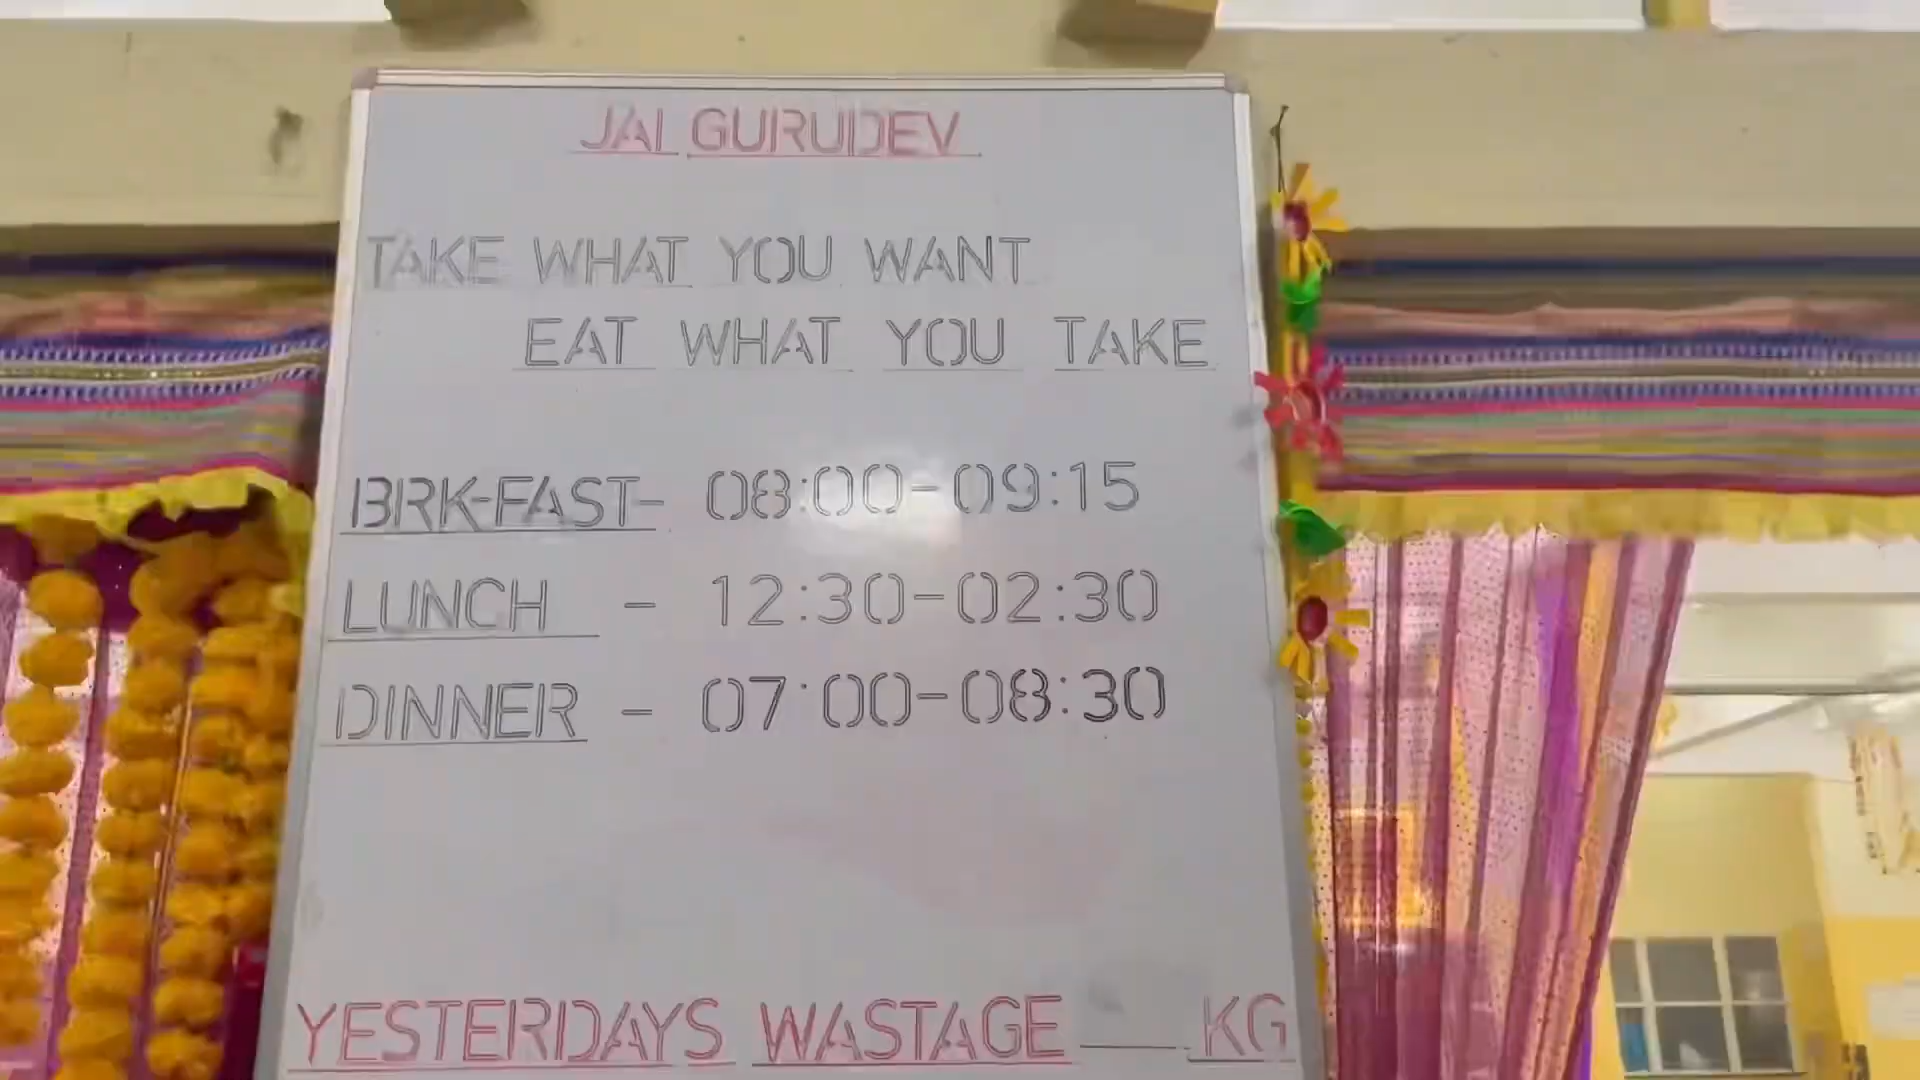 JAI GURUDEV
TAKE WHAT YOU WANT
EAT WHAT YOU TAKE
BRK-FAST- 08:00-09:15
LUNCH - 12:30-02:30
DINNER - 07:00-08:30
YESTERDAYS WASTAGE ___ KG